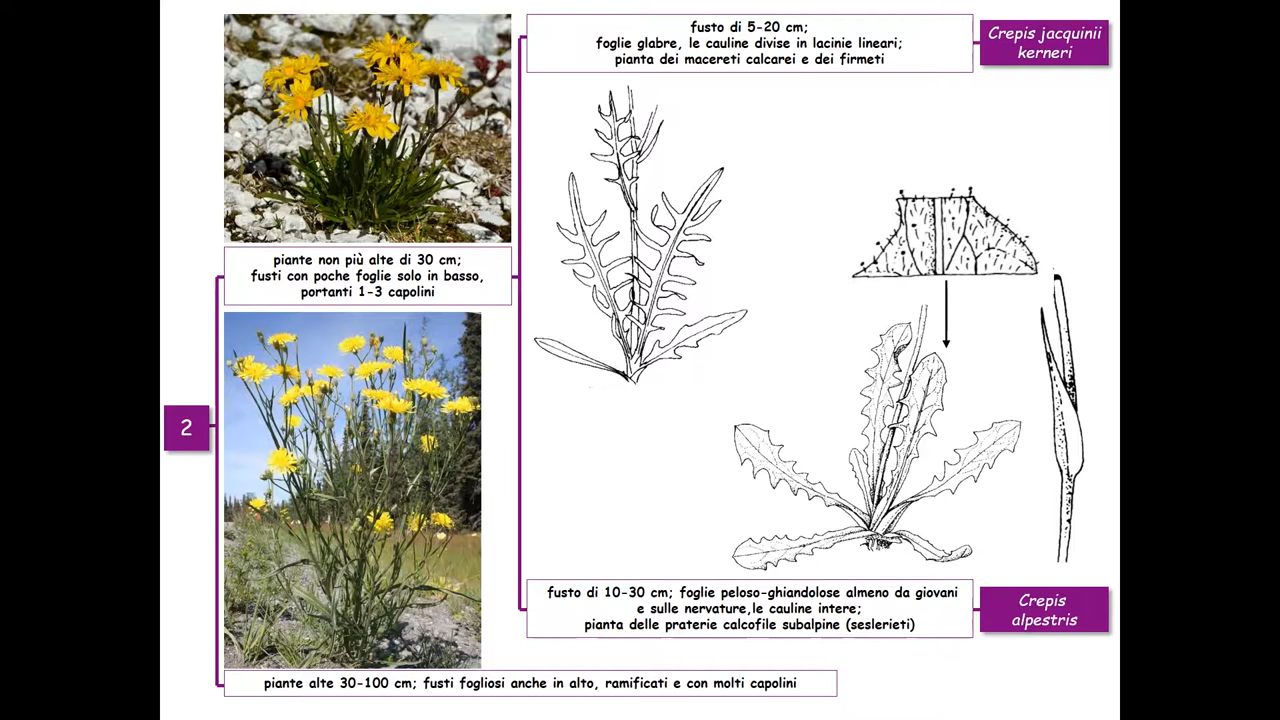 fusto di 5-20 cm;
foglie glabre, le cauline divise in lacinie lineari;
pianta dei macereti calcarei e dei firmeti
Crepis jacquinii
kerneri
piante non più alte di 30 cm;
fusti con poche foglie solo in basso,
portanti 1-3 capolini
2
fusto di 10-30 cm; foglie peloso-ghiandolose almeno da giovani
e sulle nervature,le cauline intere;
pianta delle praterie calcofile subalpine (seslerieti)
Crepis
alpestris
piante alte 30-100 cm; fusti fogliosi anche in alto, ramificati e con molti capolini